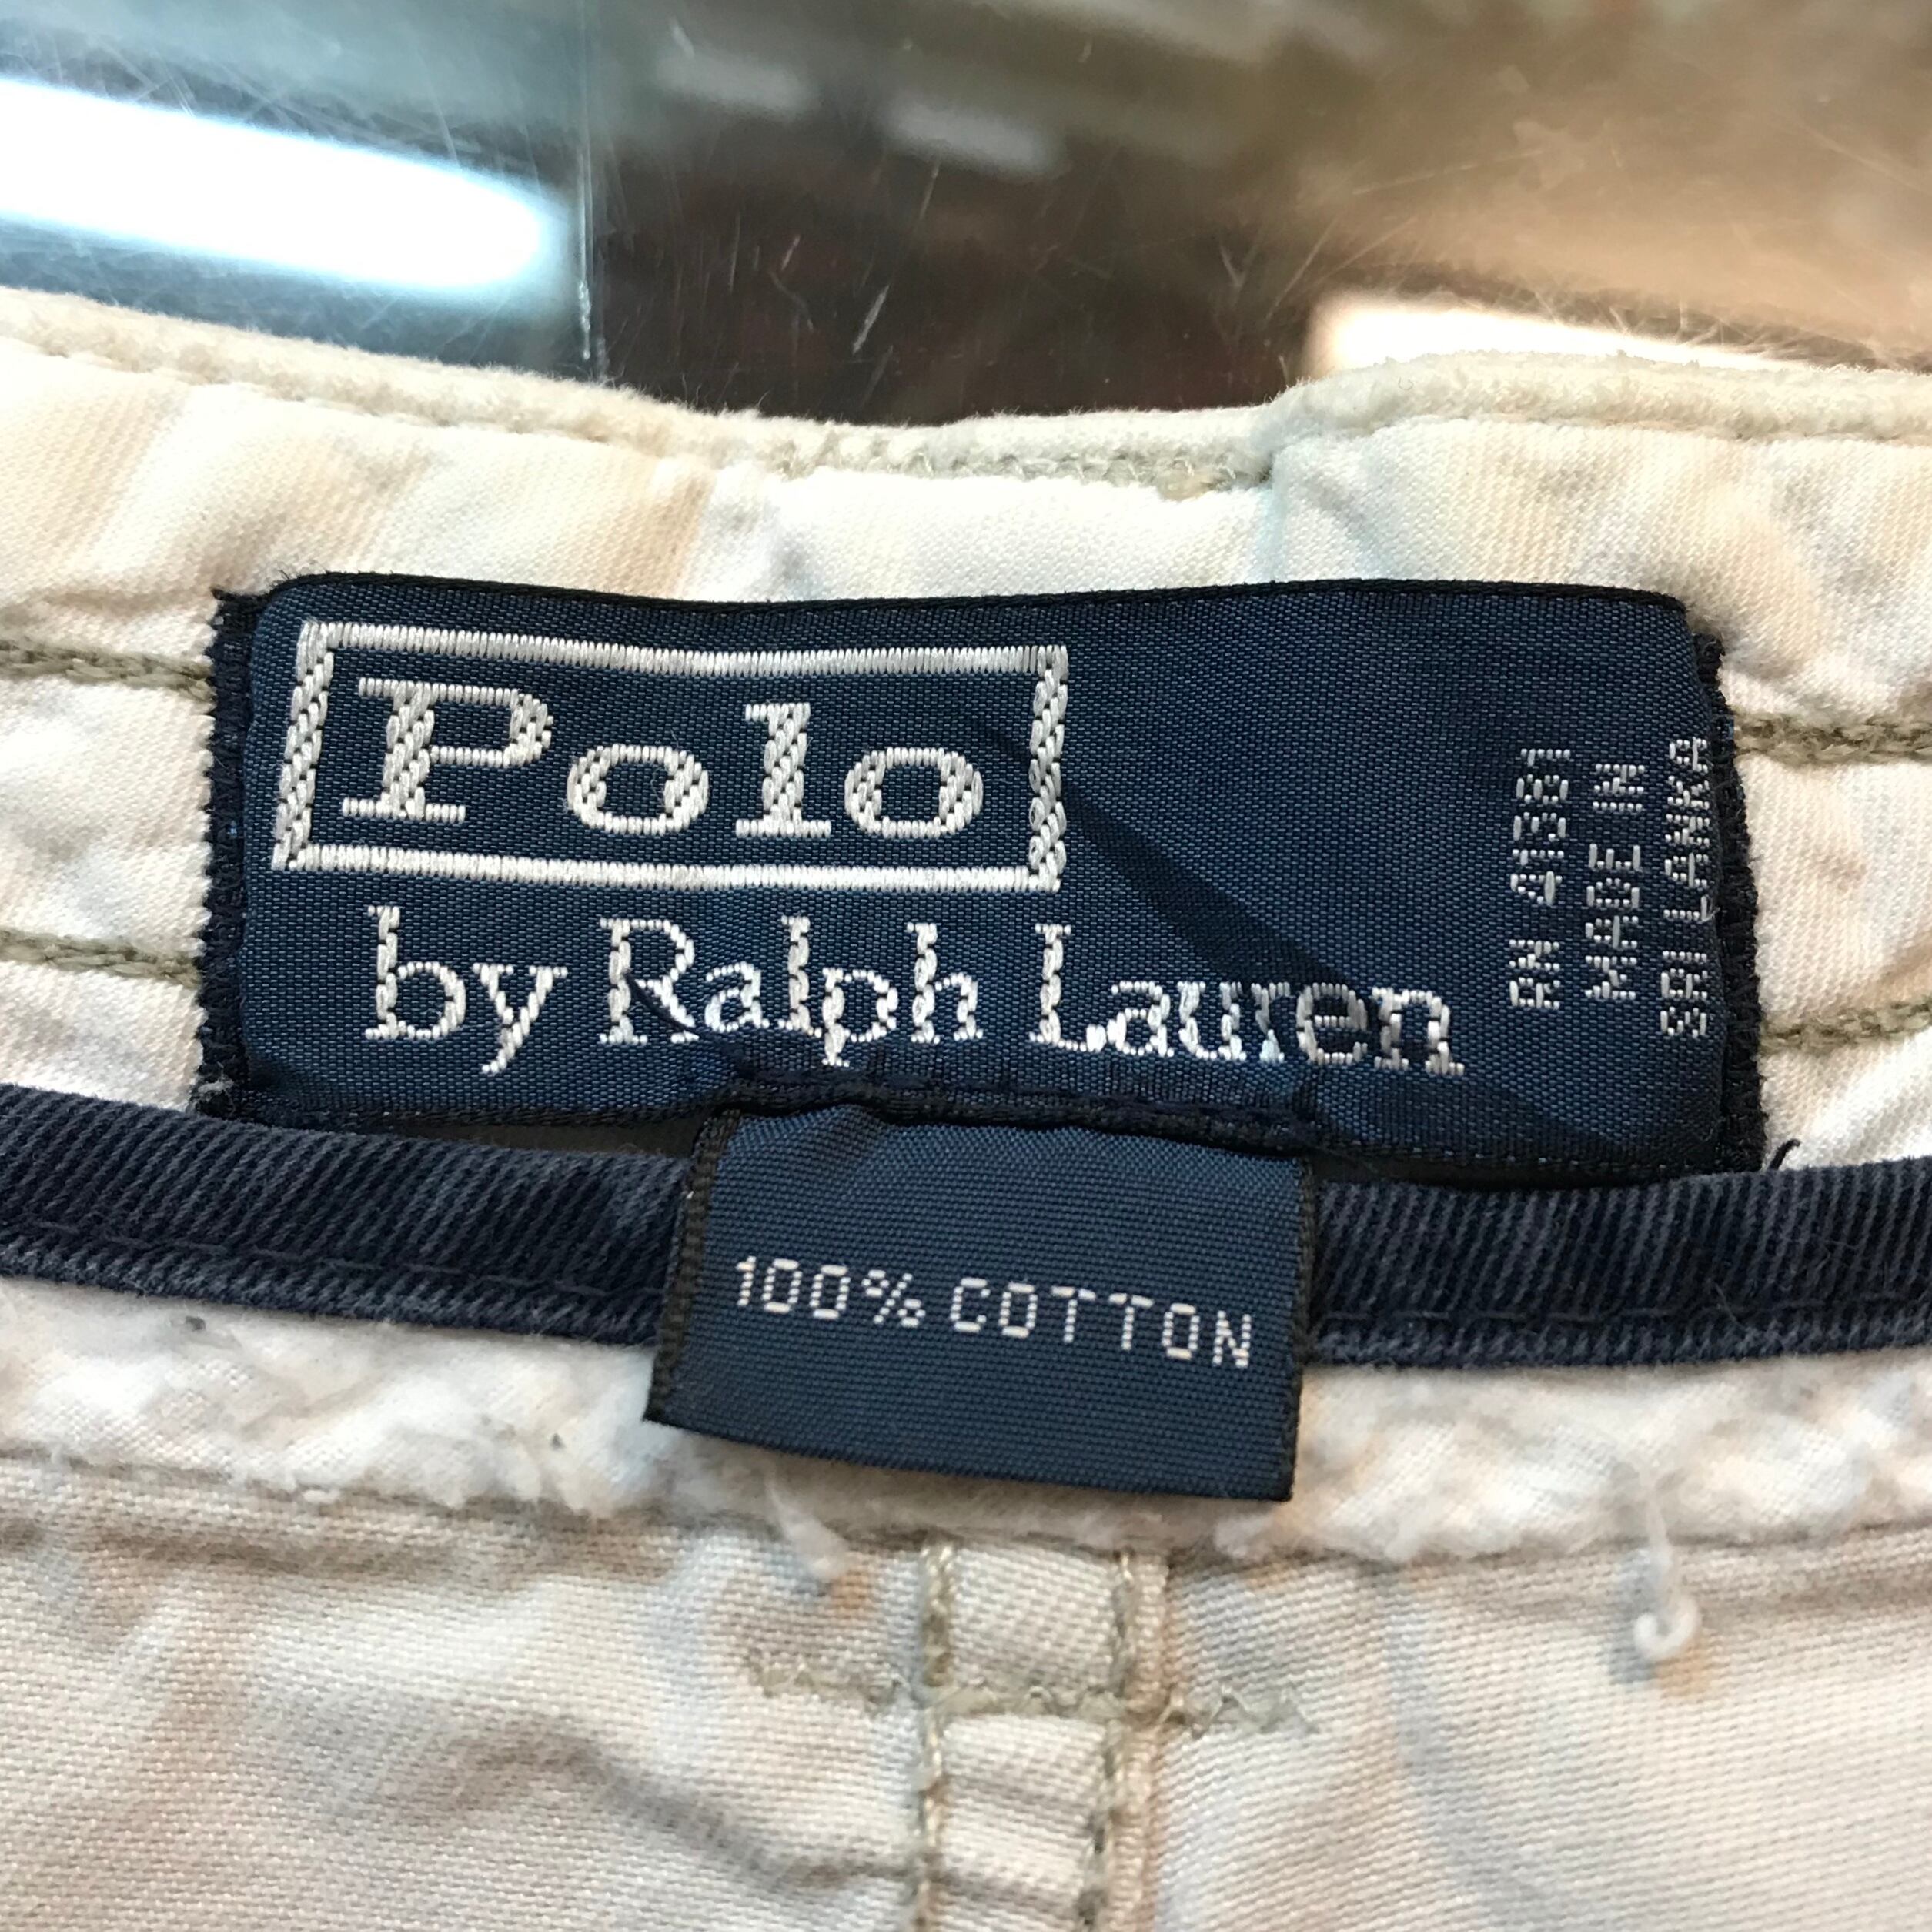 Polo
by Ralph Lauren
RN 41381
MADE IN
SRI LANKA
100% COTTON